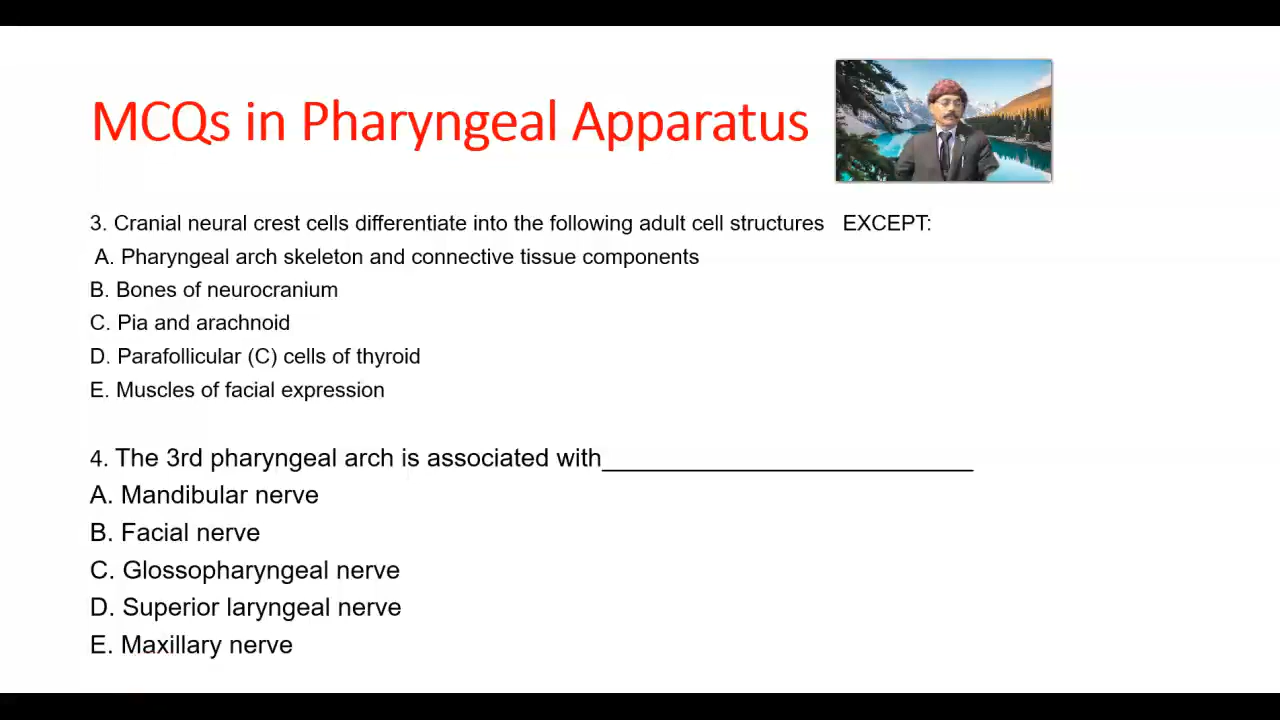 MCQs in Pharyngeal Apparatus
3. Cranial neural crest cells differentiate into the following adult cell structures   EXCEPT:
A. Pharyngeal arch skeleton and connective tissue components
B. Bones of neurocranium
C. Pia and arachnoid
D. Parafollicular (C) cells of thyroid
E. Muscles of facial expression
4. The 3rd pharyngeal arch is associated with___________________________
A. Mandibular nerve
B. Facial nerve
C. Glossopharyngeal nerve
D. Superior laryngeal nerve
E. Maxillary nerve